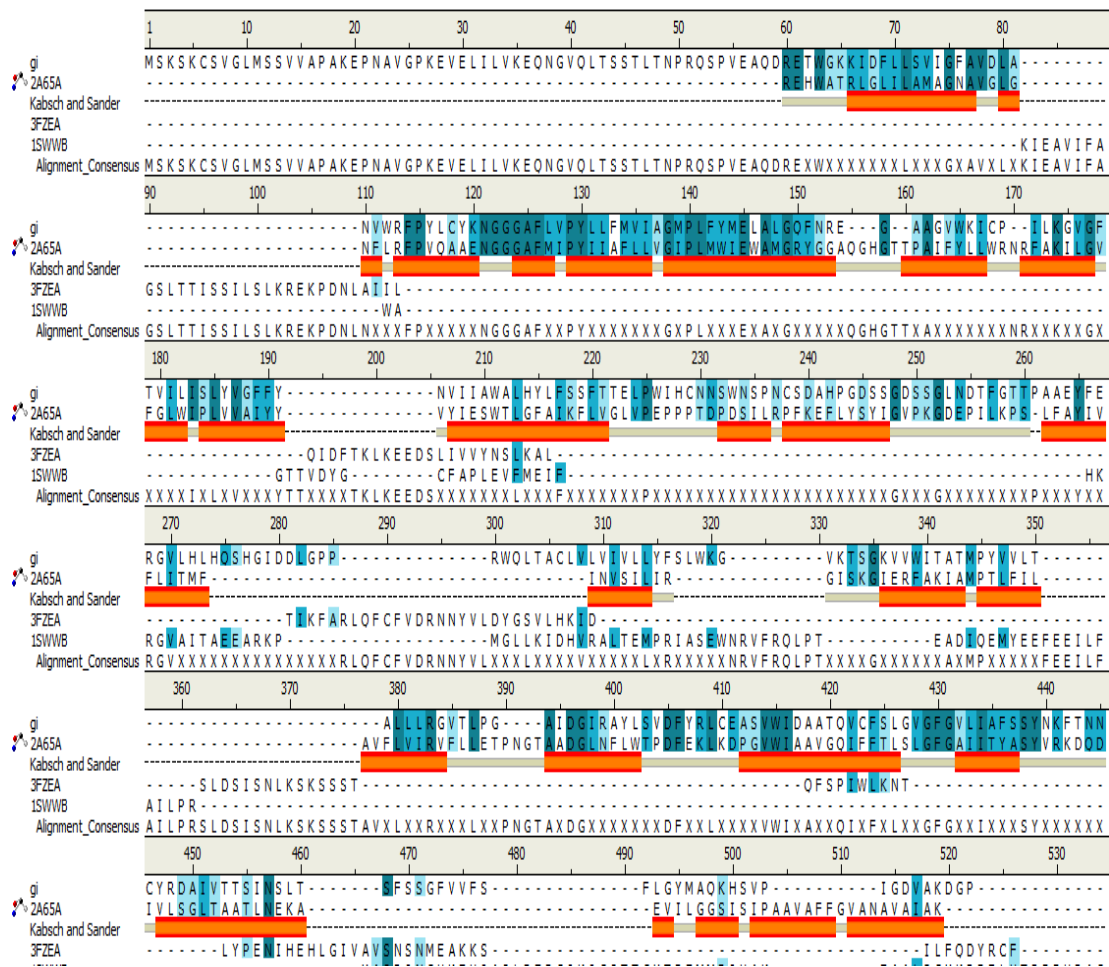 1 10 20 30 40 50 60 70 80
gi MSKSKCSVGLMSSVVAPAKEPNAVGPKEVELILVKEQNGVQLTSSTLTNPRQSPVEAQDRETWGKKIDFLLSVIGFAVDLA--------
2A65A -----------------------------------------------------------REHWATRLGLILAMAGNAVGLG--------
Kabsch and Sander
3FZEA -----------------------------------------------------------------------------------------
1SWWB ---------------------------------------------------------------------------------KIEAVIFA
Alignment_Consensus MSKSKCSVGLMSSVVAPAKEPNAVGPKEVELILVKEQNGVQLTSSTLTNPRQSPVEAQDREXWXXXXXXXLXXXGXAVXLXKIEAVIFA
90 100 110 120 130 140 150 160 170
gi --------------------NVWRFPYLCYKNGGGAFLVPYLLFMVIAGMPLFYMELALGQFNRE---G--AAGVWKICP--ILKGVGF
2A65A --------------------NFLRFPVQAAENGGGAFMIPYIIAFLLVGIPLMWIEWAMGRYGGAQGHGTTPAIFYLLWRNRFAKILGV
Kabsch and Sander
3FZEA GSLTTISSILSLKREKPDNLAIIL-----------------------------------------------------------------
1SWWB ----------------------WA-----------------------------------------------------------------
Alignment_Consensus GSLTTISSILSLKREKPDNLNXXXFPXXXXXNGGGAFXXPYXXXXXXXGXPLXXXEXAXGXXXXXQGHGTTXAXXXXXXXNRXXKXXGX
180 190 200 210 220 230 240 250 260
gi TVILISLYVGFFY--------------NVIIAWALHYLFSSFTTELPWIHCNNSWNSPNCSDAHPGDSSGDSSGLNDTFGTTPAAEYFE
2A65A FGLWIPLVVAIYY--------------VYIESWTLGFAIKFLVGLVPEPPPTDPDSILRPFKEFLYSYIGVPKGDEPILKPS-LFAYIV
Kabsch and Sander
3FZEA ---------------QIDFTKLKEEDSLIVVYNSLKAL---------------------------------------------------
1SWWB ------------GTTVDYG------CFAPLEVFMEIF------------------------------------------------HK
Alignment_Consensus XXXXIXLXVXXXYTTXXXXTKLKEEDSXXXXXXXLXXXFXXXXXXXPXXXXXXXXXXXXXXXXXXXXXXGXXXGXXXXXXXPXXXYXX
270 280 290 300 310 320 330 340 350
gi RGVLHLHQSHGIDDLGPP--------------RWQLTACLVLVIVLLYFSLWKG---------VKTSGKVVWITATMPYVVLT------
2A65A FLITMF-----------------------------------INVSILIR--------------GISKGIERFAKIAMPTLFIL------
Kabsch and Sander
3FZEA -------------TIKFARLQFCFVDRNNYVLDYGSVLHKID-----------------------------------------------
1SWWB RGVAITAEEARKP-------------------MGLLKIDHVRALTEMPRIASEWNRVFRQLPT----------EADIQEMYEEFEEILF
Alignment_Consensus RGVXXXXXXXXXXXXXXXRLQFCFVDRNNYVLXXXLXXXXVXXXXXLXRXXXXXNRVFRQLPTXXXXGXXXXXXAXMPXXXXXFEEILF
360 370 380 390 400 410 420 430 440
gi ----------------------ALLLRGVTLPG----AIDGIRAYLSVDFYRLCEASVWIDAATQVCFSLGVGFGVLIAFSSYNKFTNN
2A65A --------------------AVFLVIRVFLLETPNGTAADGLNFLWTPDFEKLKDPGVWIAAVGQIFFTLSLGFGAIITYASYVRKDQD
Kabsch and Sander
3FZEA -----SLDSISNLKSKSSST-----------------------------------------QFSPIWLKNT------------------
1SWWB AILPR------------------------------------------------------------------------------------
Alignment_Consensus AILPRSLDSISNLKSKSSSTAVXLXXRXXXLXXPNGTAXDGXXXXXXXDFXXLXXXXVWIXAXXQIXFXLXXGFGXXIXXXSYXXXXXX
450 460 470 480 490 500 510 520 530
gi CYRDAIVTTSINSLT-------SFSSGFVVFS--------------FLGYMAQKHSVP---------IGDVAKDGP-------------
2A65A IVLSGLTAATLNEKA--------------------------------EVILGGSISIPAAVAFFGVANAVAIAK---------------
Kabsch and Sander
3FZEA -------LYPENIHEHLGIVAVSNSNMEAKKS----------------------------------------ILFQDYRCF--------